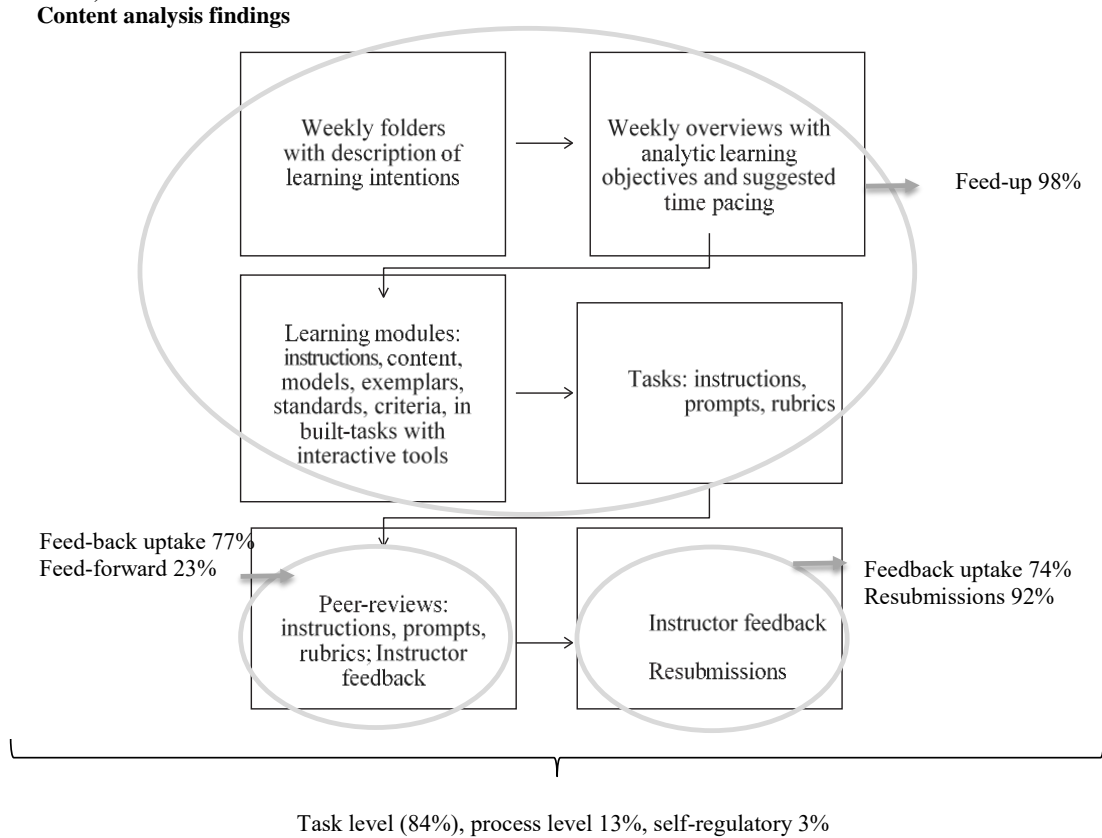 Content analysis findings
Weekly folders
with description of
learning intentions
Weekly overviews with
analytic learning
objectives and suggested
time pacing
Feed-up 98%
Learning modules:
instructions, content,
models, exemplars,
standards, criteria, in
built-tasks with
interactive tools
Tasks: instructions,
prompts, rubrics
Feed-back uptake 77%
Feed-forward 23%
Peer-reviews:
instructions, prompts,
rubrics; Instructor
feedback
Instructor feedback
Resubmissions
Feedback uptake 74%
Resubmissions 92%
Task level (84%), process level 13%, self-regulatory 3%